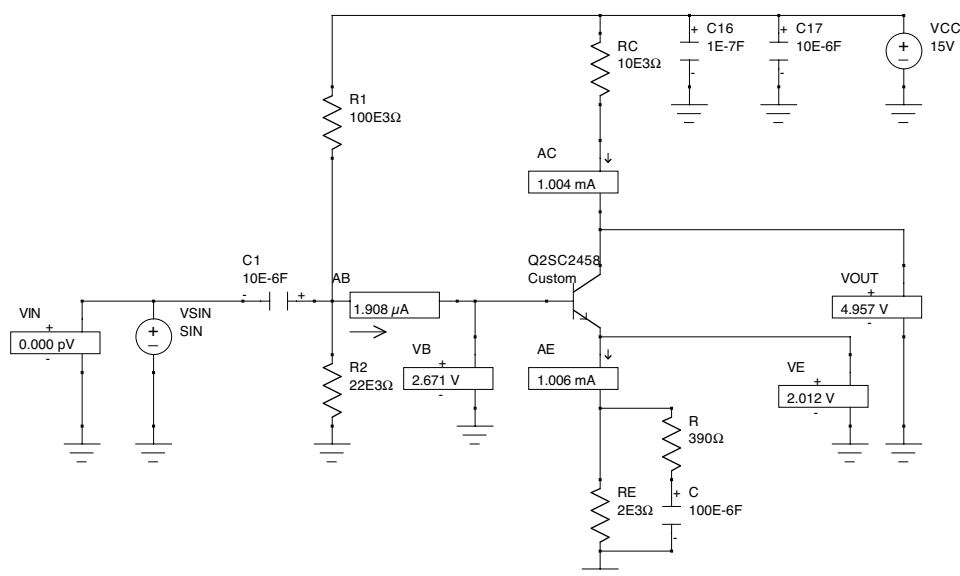 C16
1E-7F
C17
10E-6F
VCC
15V
RC
10E3Ω
R1
100E3Ω
AC
1.004 mA
C1
10E-6F
AB
1.908 µA
Q2SC2458
Custom
VOUT
4.957 V
VIN
0.000 pV
VSIN
SIN
R2
22E3Ω
VB
2.671 V
AE
1.006 mA
VE
2.012 V
R
390Ω
RE
2E3Ω
C
100E-6F